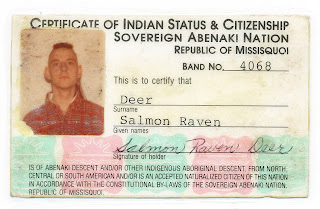 CERTIFICATE OF INDIAN STATUS & CITIZENSHIP
SOVEREIGN ABENAKI NATION
REPUBLIC OF MISSISQUOI
BAND NO. 4068
This is to certify that
Deer
Surname
Salmon Raven
Given names
Salmon Raven Deer
Signature of holder
IS OF ABENAKI DESCENT AND/OR OTHER INDIGENOUS ABORIGINAL DESCENT, FROM NORTH,
CENTRAL OR SOUTH AMERICAN AND/OR IS AN ACCEPTED NATURALIZED CITIZEN OF THIS NATION
IN ACCORDANCE WITH THE CONSTITUTIONAL BY-LAWS OF THE SOVEREIGN ABENAKI NATION,
REPUBLIC OF MISSISQUOI.